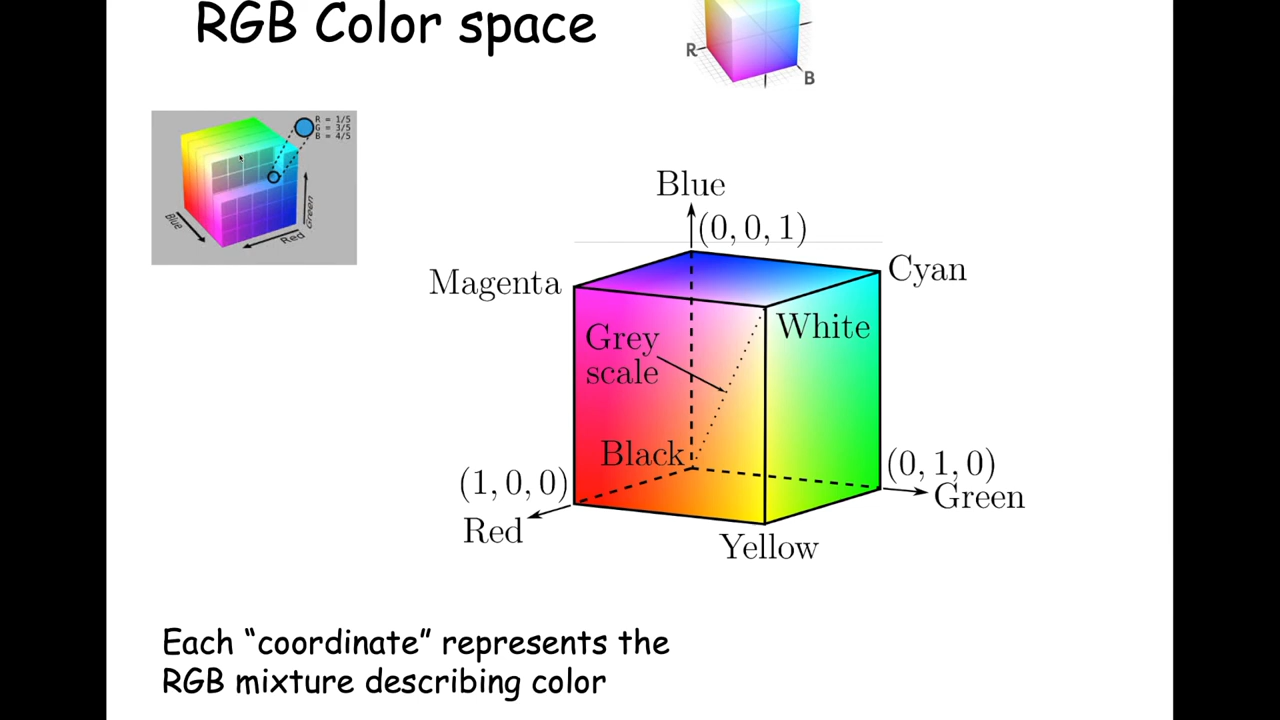 RGB Color space
R
B
R = 1/5
G = 3/5
B = 4/5
Blue
Red
Green
Blue
(0, 0, 1)
Magenta
Cyan
White
Grey
scale
Black
(1, 0, 0)
(0, 1, 0)
Red
Green
Yellow
Each “coordinate” represents the
RGB mixture describing color